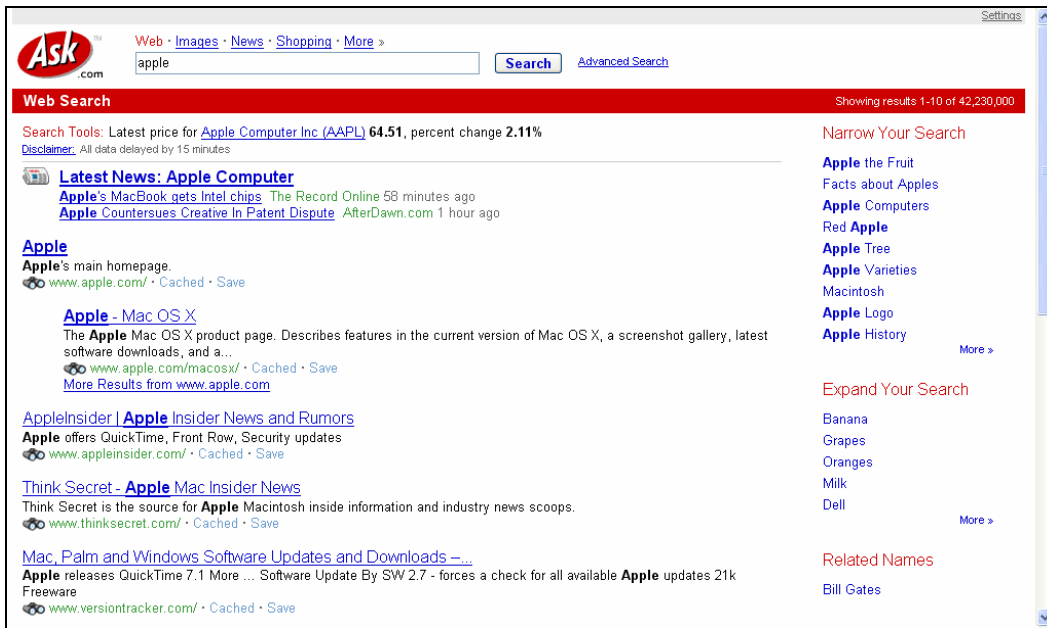 Settings
Ask™.com
Web · Images · News · Shopping · More »
apple
Search
Advanced Search
Web Search
Showing results 1-10 of 42,230,000
Search Tools: Latest price for Apple Computer Inc (AAPL) 64.51, percent change 2.11%
Disclaimer: All data delayed by 15 minutes
Latest News: Apple Computer
Apple's MacBook gets Intel chips The Record Online 58 minutes ago
Apple Countersues Creative In Patent Dispute AfterDawn.com 1 hour ago
Apple
Apple's main homepage.
www.apple.com/ · Cached · Save
Apple - Mac OS X
The Apple Mac OS X product page. Describes features in the current version of Mac OS X, a screenshot gallery, latest
software downloads, and a...
www.apple.com/macosx/ · Cached · Save
More Results from www.apple.com
AppleInsider | Apple Insider News and Rumors
Apple offers QuickTime, Front Row, Security updates
www.appleinsider.com/ · Cached · Save
Think Secret - Apple Mac Insider News
Think Secret is the source for Apple Macintosh inside information and industry news scoops.
www.thinksecret.com/ · Cached · Save
Mac, Palm and Windows Software Updates and Downloads –...
Apple releases QuickTime 7.1 More ... Software Update By SW 2.7 - forces a check for all available Apple updates 21k
Freeware
www.versiontracker.com/ · Cached · Save
Narrow Your Search
Apple the Fruit
Facts about Apples
Apple Computers
Red Apple
Apple Tree
Apple Varieties
Macintosh
Apple Logo
Apple History
More »
Expand Your Search
Banana
Grapes
Oranges
Milk
Dell
More »
Related Names
Bill Gates